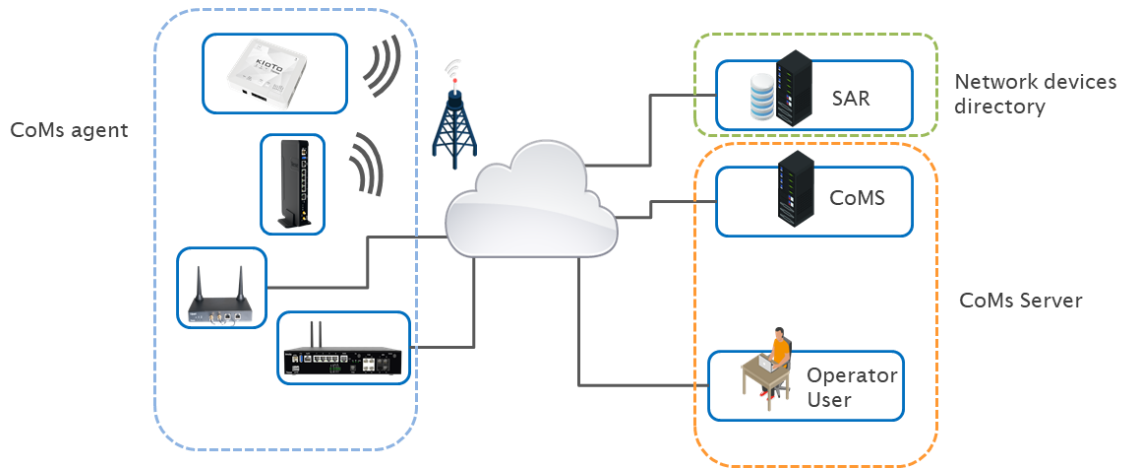 KIOTO
SAR
Network devices
directory
CoMs agent
CoMS
CoMs Server
Operator
User